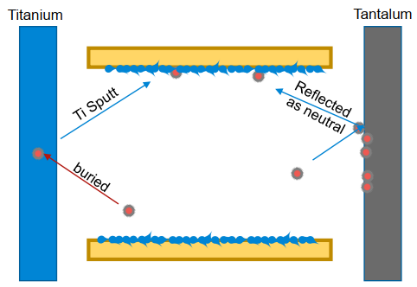 Titanium
Tantalum
Ti Sputt
Reflected
as neutral
buried